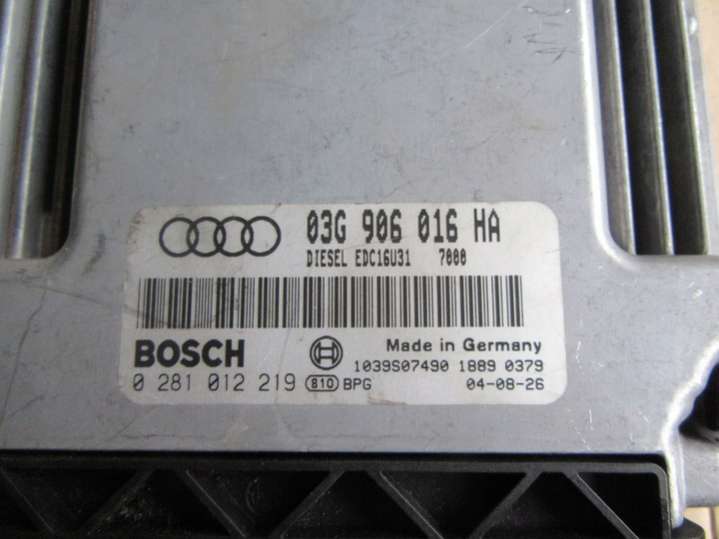 03G 906 016 HA
DIESEL EDC16U31 7000
BOSCH
Made in Germany
1039S07490 1889 0379
0 281 012 219 810 BPG 04-08-26